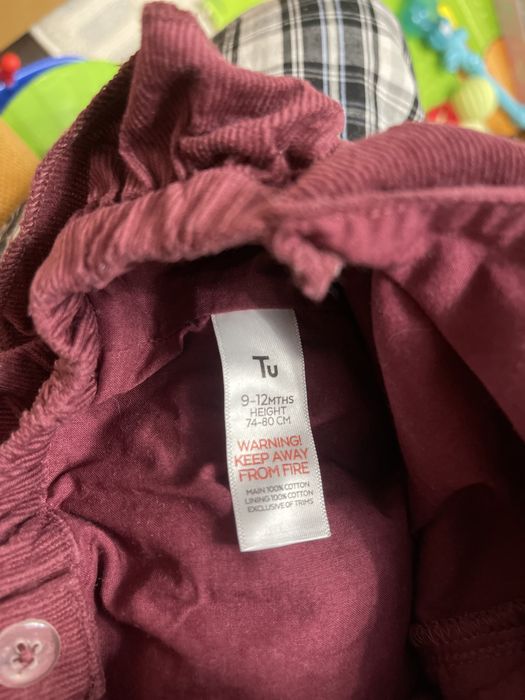 Tu
9-12MTHS
HEIGHT
74-80 CM
WARNING!
KEEP AWAY
FROM FIRE
MAIN 100% COTTON
LINING 100% COTTON
EXCLUSIVE OF TRIMS